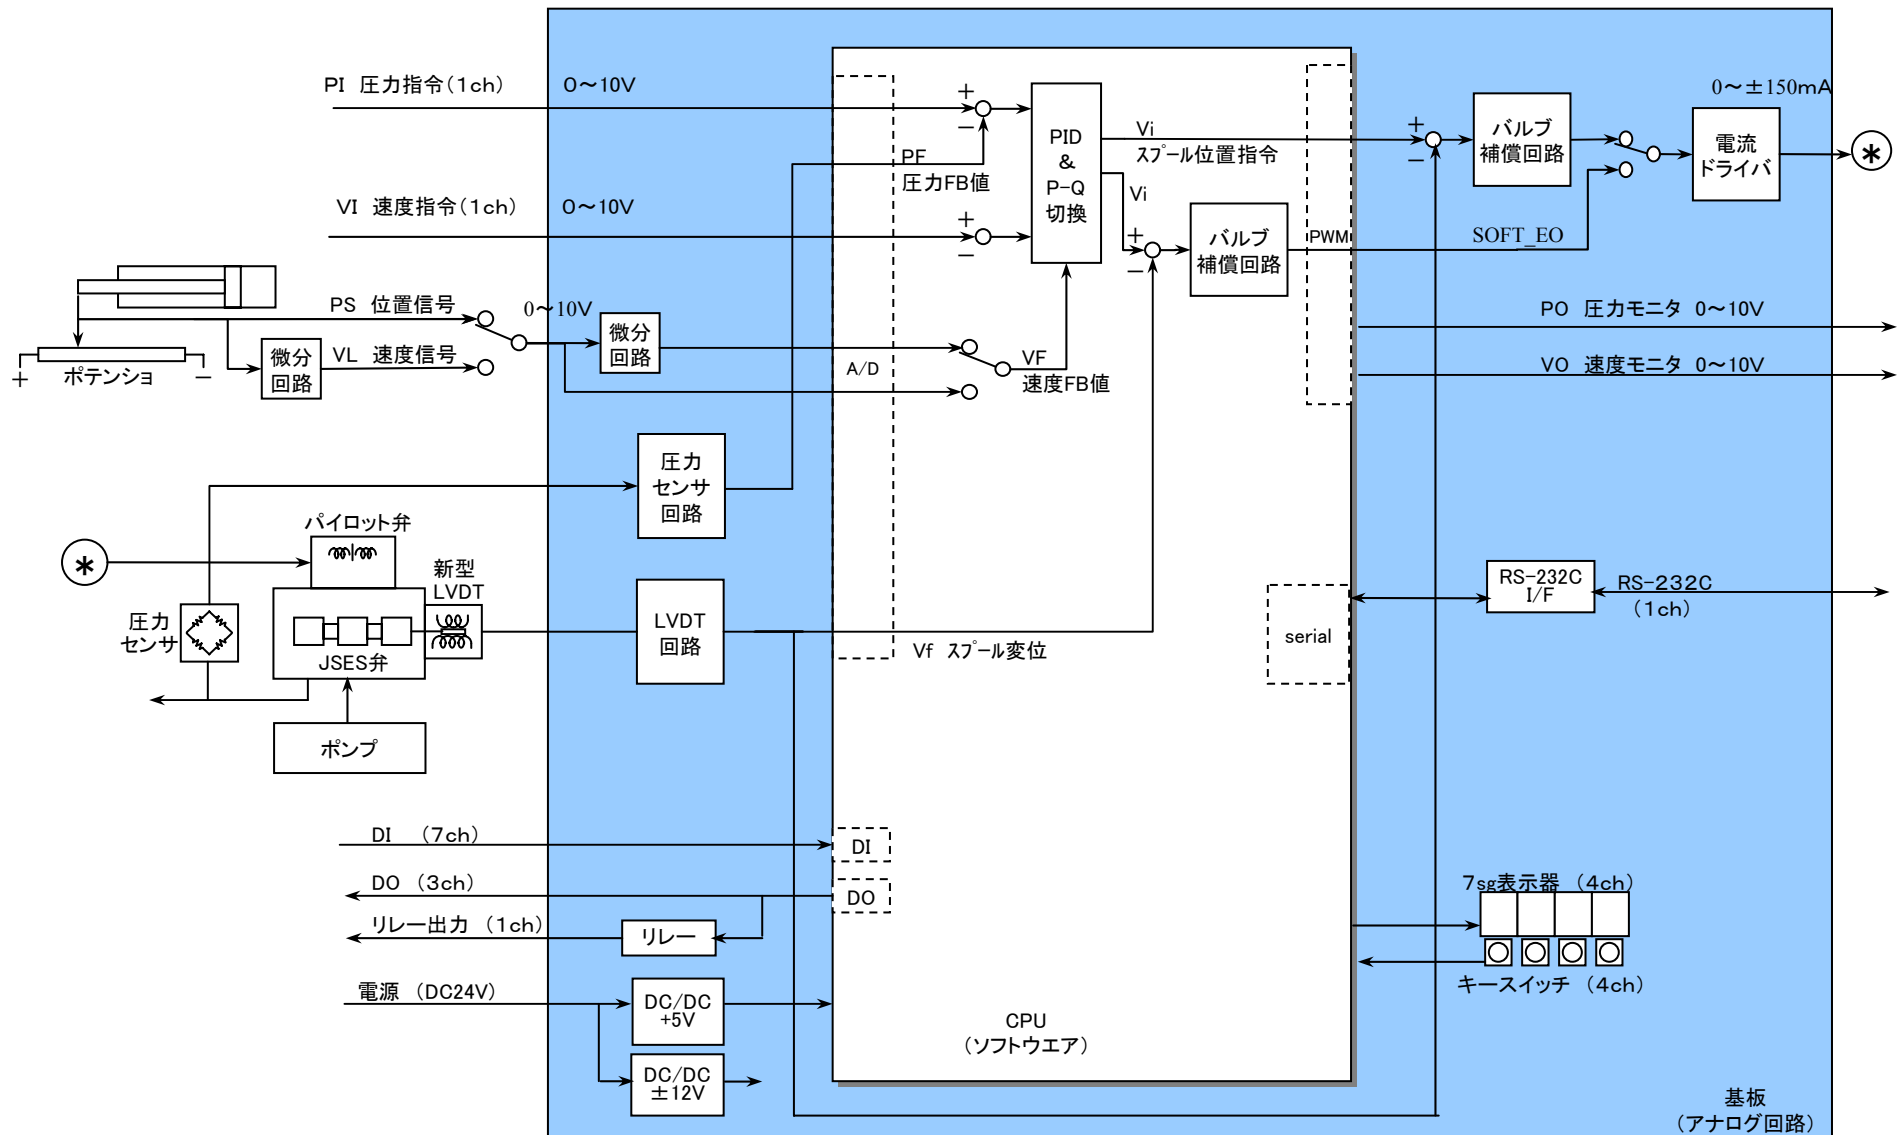 PI 圧力指令(1ch)
0～10V
0～±150mA
PID
&
P-Q
切換
Vi
スプール位置指令
バルブ
補償回路
電流
ドライバ
*
PF
圧力FB値
Vi
VI 速度指令(1ch)
0～10V
バルブ
補償回路
PWM
SOFT_EO
PS 位置信号
0～10V
微分
回路
PO 圧力モニタ 0～10V
VL 速度信号
微分
回路
ポテンショ
A/D
VF
速度FB値
VO 速度モニタ 0～10V
圧力
センサ
回路
パイロット弁
*
新型
LVDT
圧力
センサ
JSES弁
LVDT
回路
Vf スプール変位
serial
RS-232C
I/F
RS-232C
(1ch)
ポンプ
DI (7ch)
DI
DO (3ch)
DO
リレー出力 (1ch)
リレー
7sg表示器 (4ch)
キースイッチ (4ch)
電源 (DC24V)
DC/DC
+5V
DC/DC
±12V
CPU
(ソフトウエア)
基板
(アナログ回路)